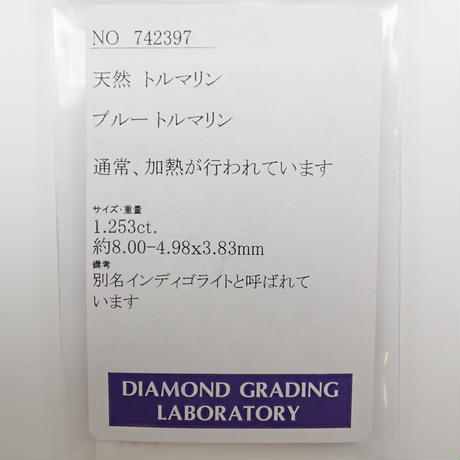 NO 742397
天然 トルマリン
ブルー トルマリン
通常、加熱が行われています
サイズ・重量
1.253ct.
約8.00-4.98x3.83mm
備考
別名インディゴライトと呼ばれて
います
DIAMOND GRADING
LABORATORY